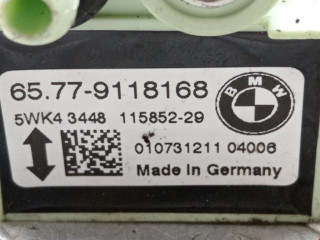 65.77-9118168
BMW
5WK4 3448 115852-29
010731211 04006
Made in Germany